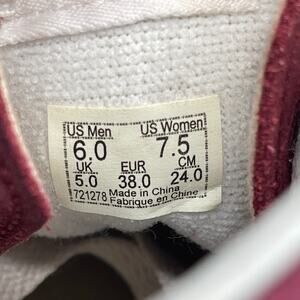 US Men US Women
6.0 7.5
UK EUR CM
5.0 38.0 24.0
721278 Made in China
Fabriqué en Chine